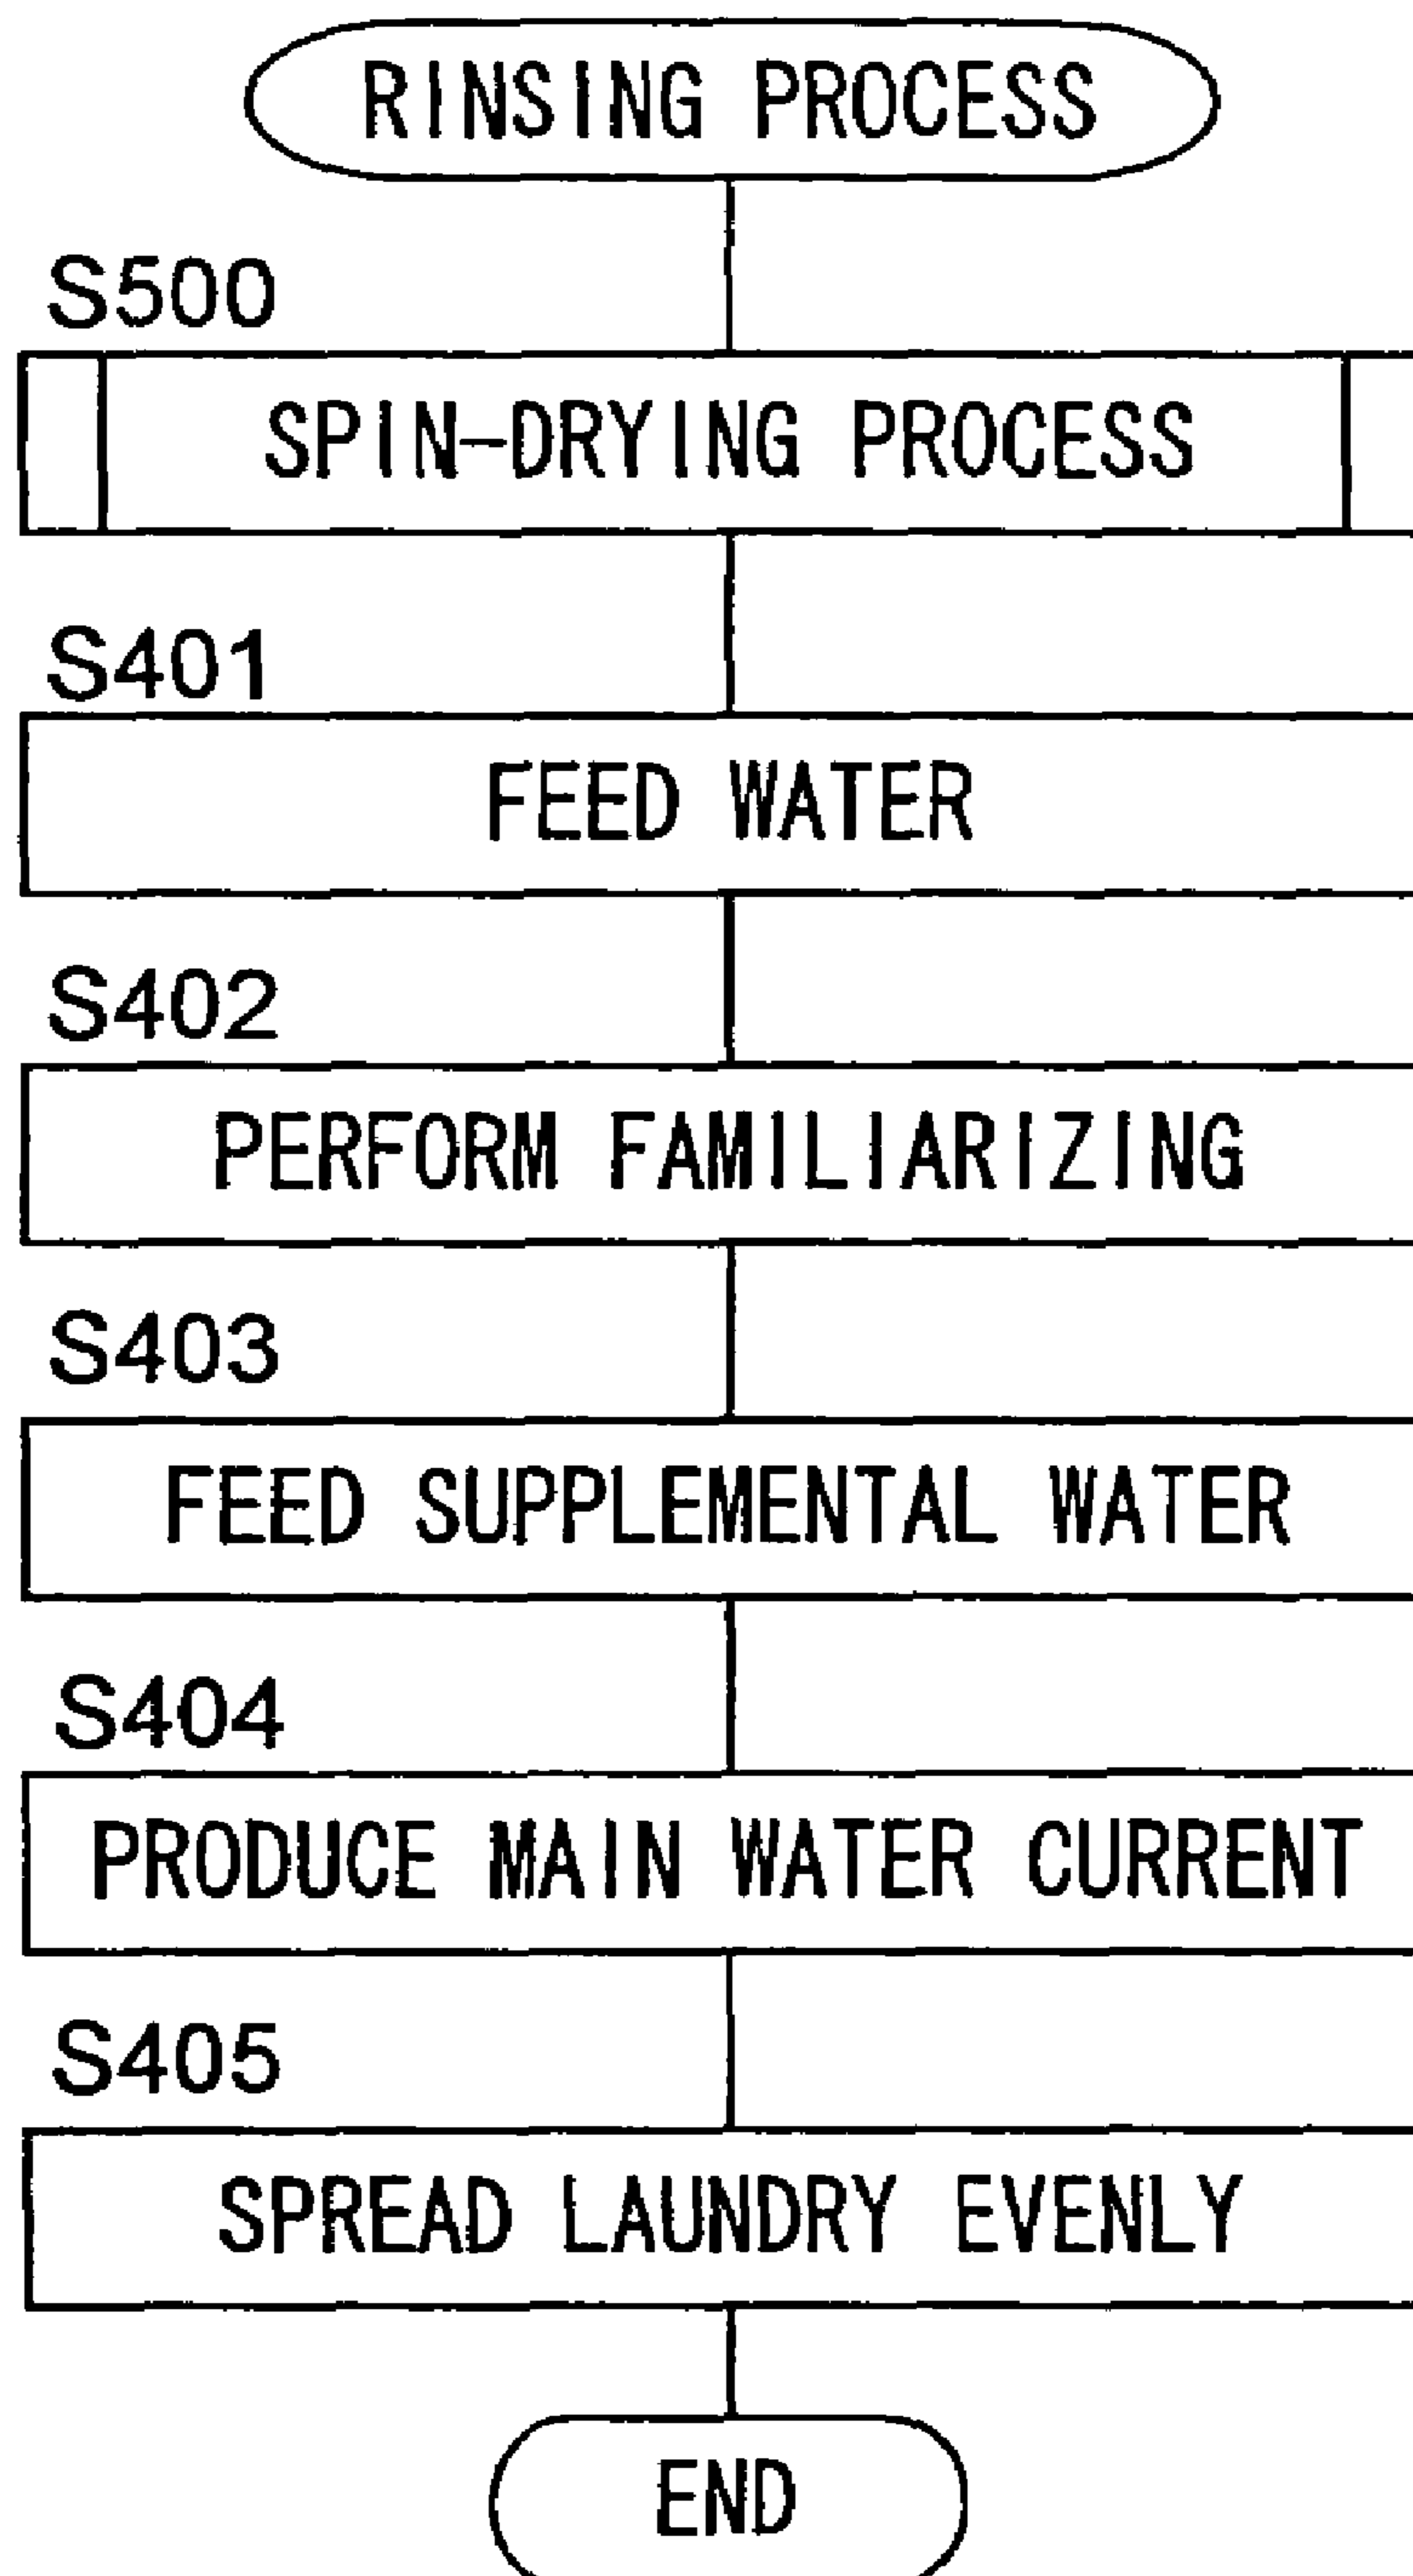 RINSING PROCESS
S500
SPIN-DRYING PROCESS
S401
FEED WATER
S402
PERFORM FAMILIARIZING
S403
FEED SUPPLEMENTAL WATER
S404
PRODUCE MAIN WATER CURRENT
S405
SPREAD LAUNDRY EVENLY
END